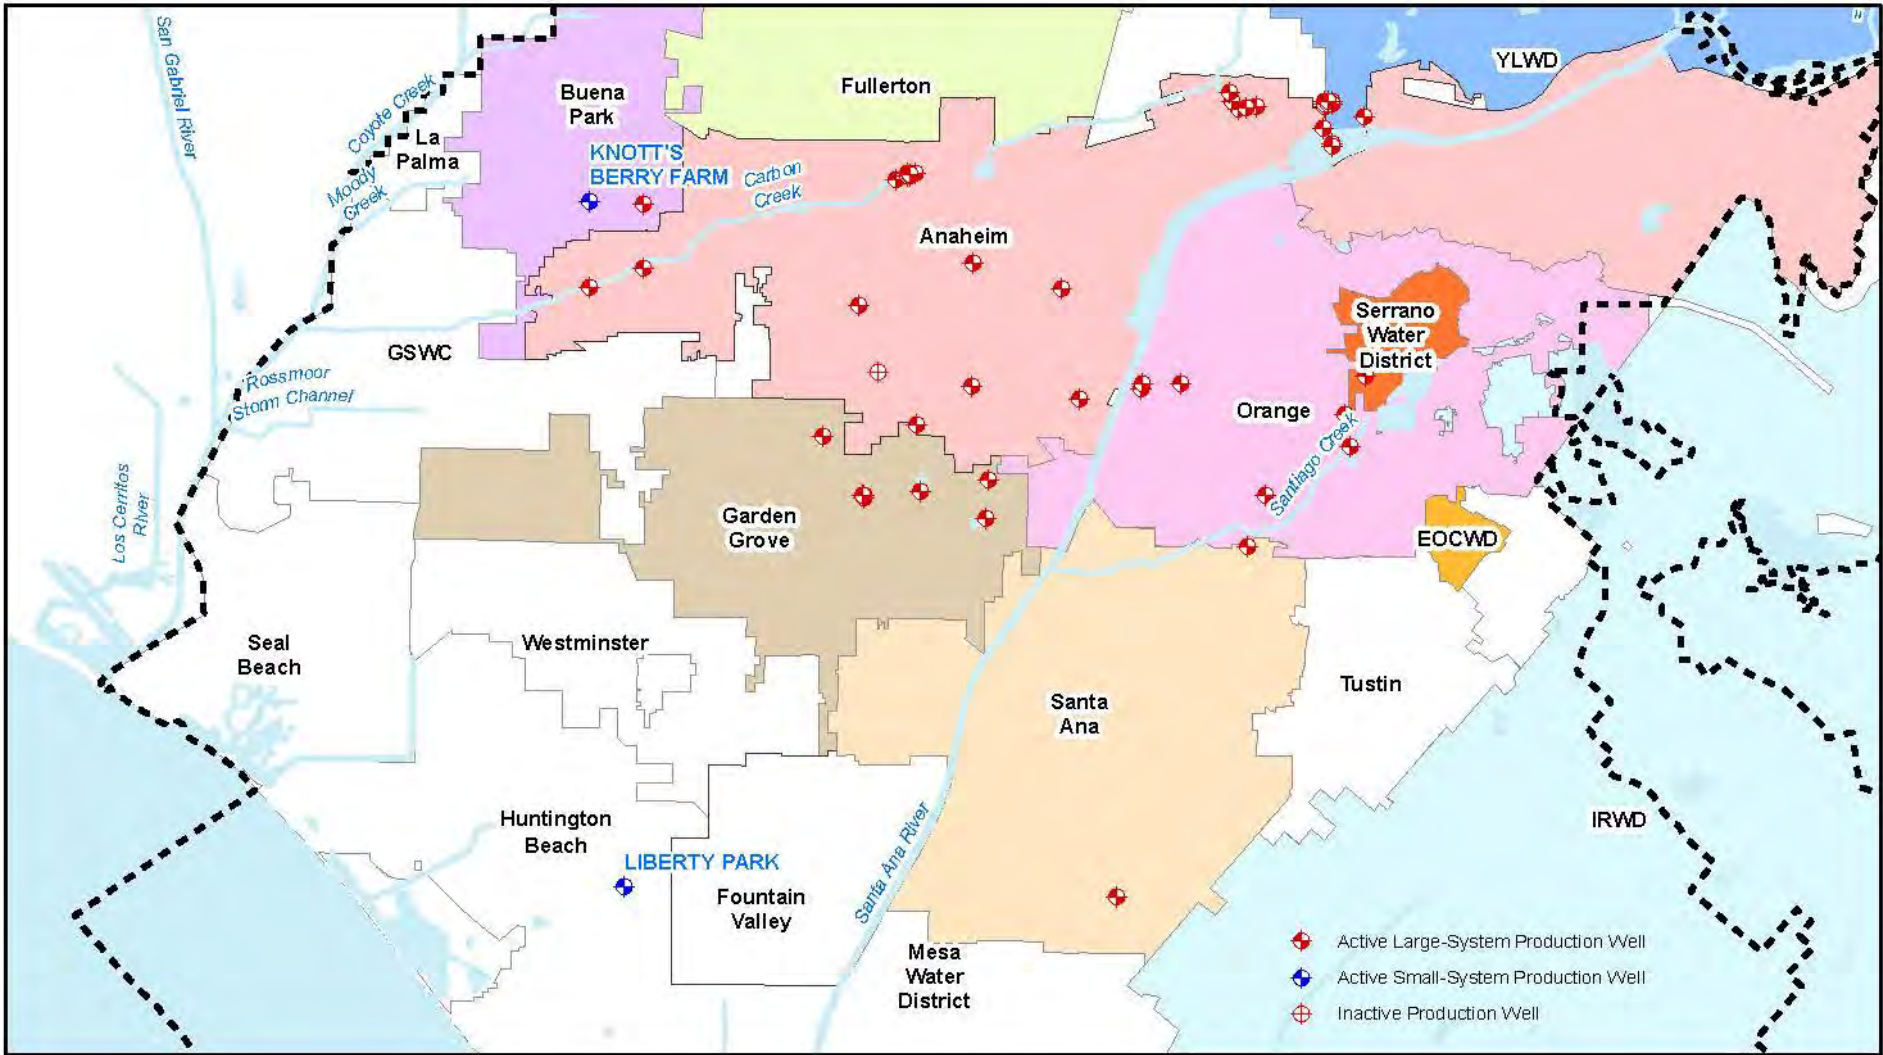 San Gabriel River
Coyote Creek
Buena
Park
Fullerton
YLWD
La
Palma
KNOTT'S
BERRY FARM
Carbon
Creek
Moody
Creek
Anaheim
Serrano
Water
District
GSWC
Rossmoor
Storm Channel
Orange
Santiago Creek
Los Cerritos
River
Garden
Grove
EOCWD
Seal
Beach
Westminster
Tustin
Santa
Ana
Huntington
Beach
IRWD
LIBERTY PARK
Santa Ana River
Fountain
Valley
Mesa
Water
District
Active Large-System Production Well
Active Small-System Production Well
Inactive Production Well